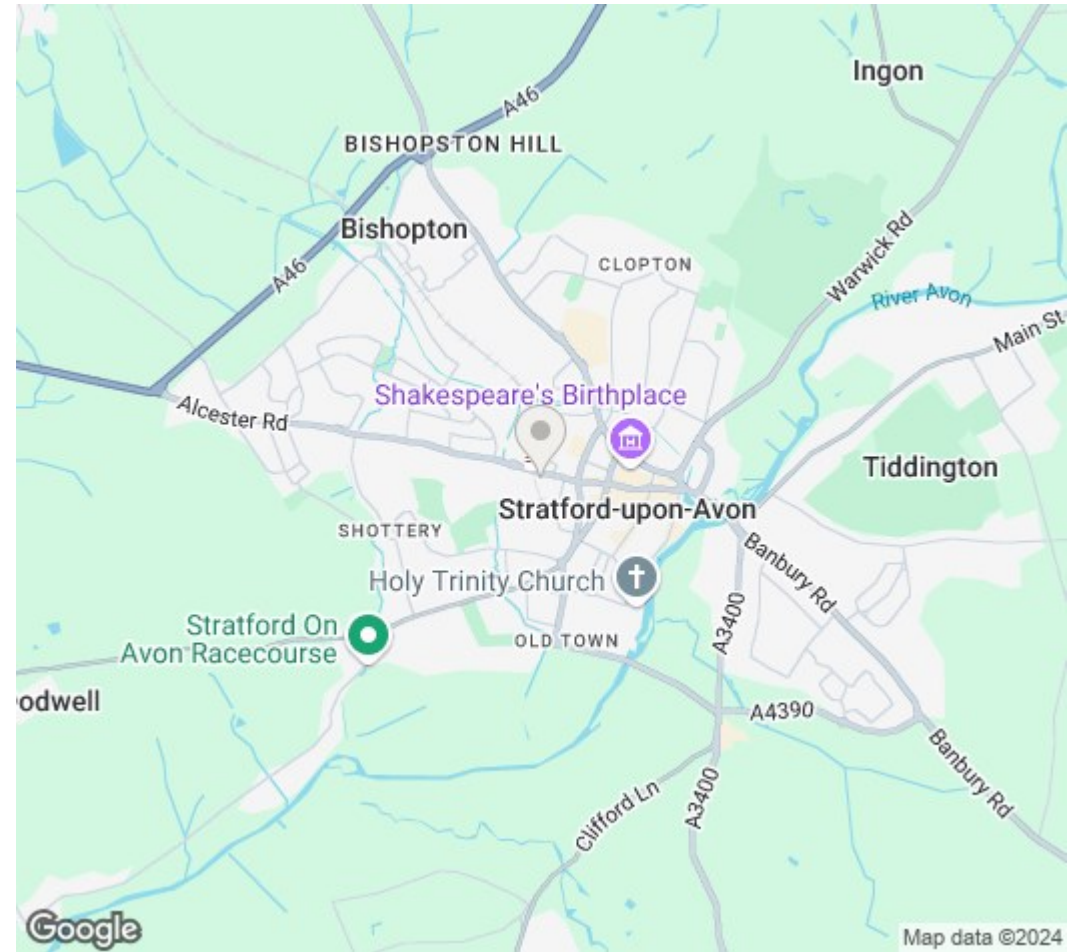 Ingon
A46
BISHOPSTON HILL
Bishopton
CLOPTON
Warwick Rd
A46
River Avon
Main St
Shakespeare's Birthplace
Alcester Rd
Tiddington
Stratford-upon-Avon
SHOTTERY
Banbury Rd
Holy Trinity Church
A3400
Stratford On
Avon Racecourse
OLD TOWN
odwell
A4390
Banbury Rd
Clifford Ln
A3400
Google
Map data ©2024